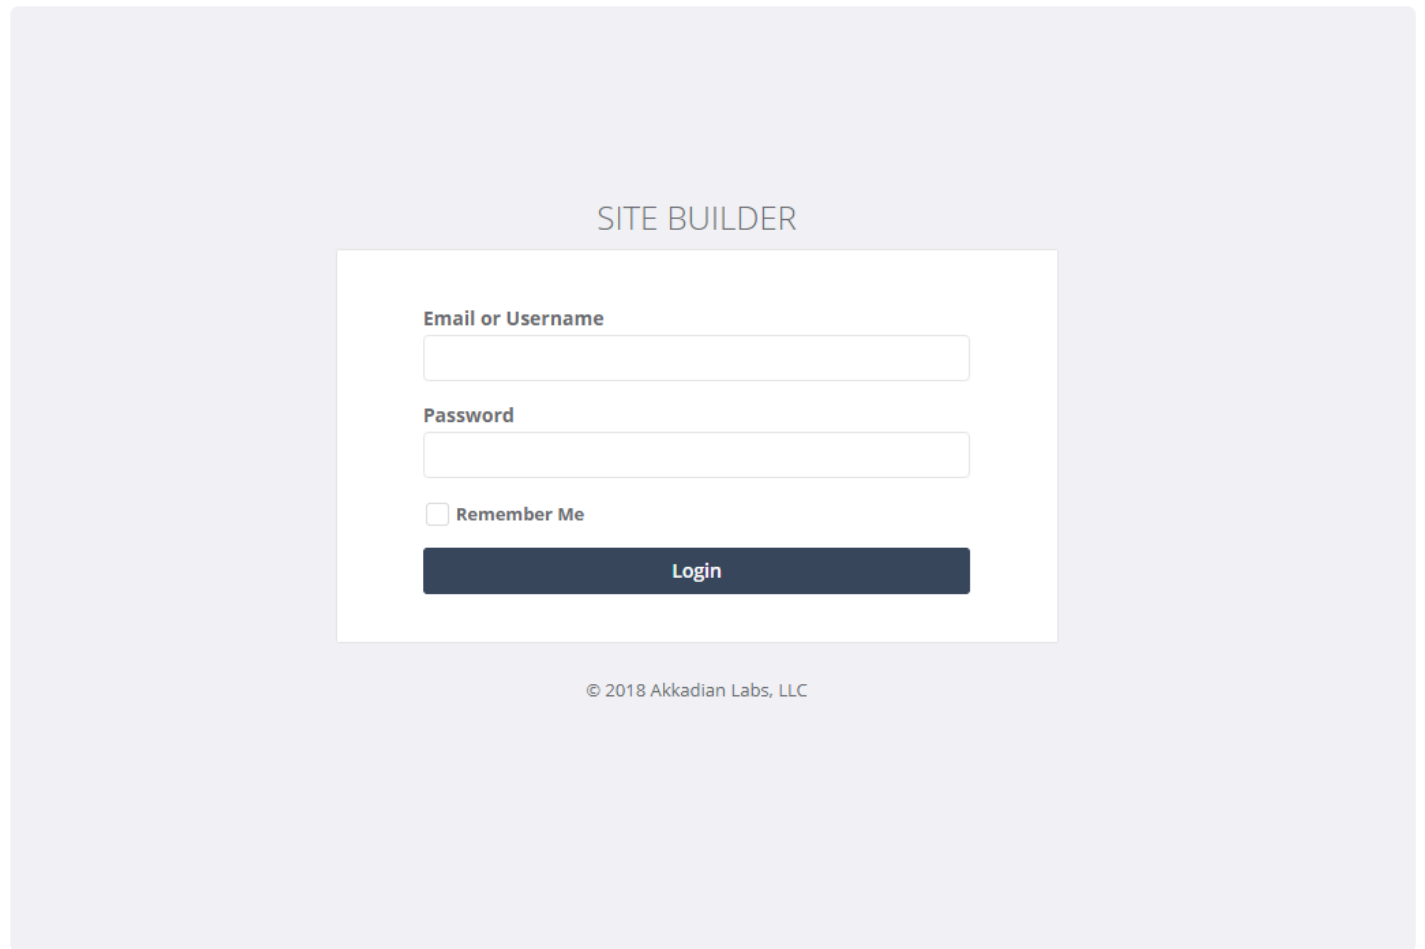 SITE BUILDER
Email or Username
Password
Remember Me
Login
© 2018 Akkadian Labs, LLC